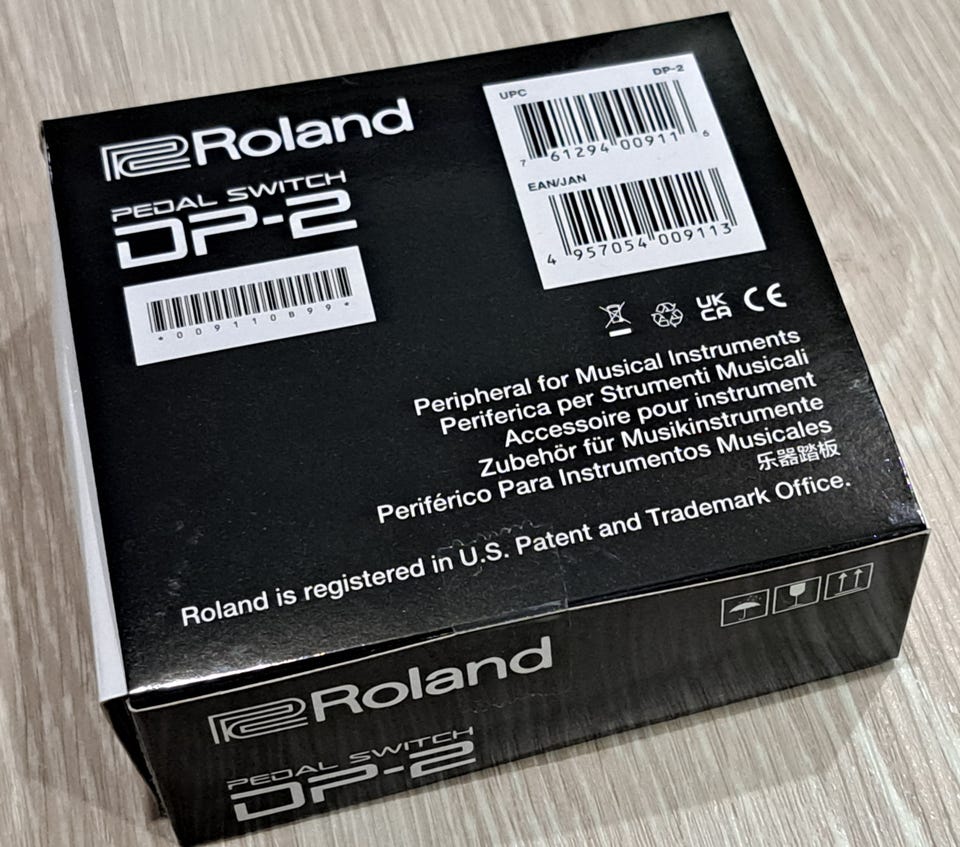 Roland
PEDAL SWITCH
DP-2
*009110B99*
UPC DP-2
7 61294 00911 6
EAN/JAN
4 957054 009113
UK
CA
CE
Peripheral for Musical Instruments
Periferica per Strumenti Musicali
Accessoire pour instrument
Zubehör für Musikinstrumente
Periférico Para Instrumentos Musicales
乐器踏板
Roland is registered in U.S. Patent and Trademark Office.
Roland
PEDAL SWITCH
DP-2